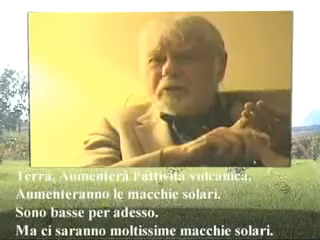 Terra, Aumenterà l'attività vulcanica,
Aumenteranno le macchie solari.
Sono basse per adesso.
Ma ci saranno moltissime macchie solari.